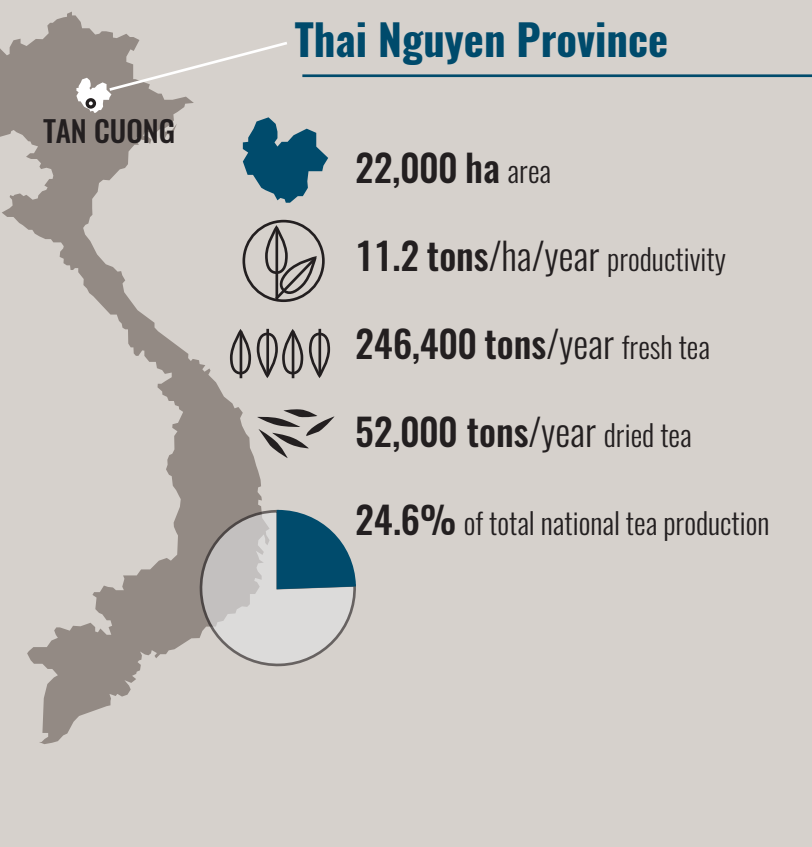 Thai Nguyen Province
TAN CUONG
22,000 ha area
11.2 tons/ha/year productivity
246,400 tons/year fresh tea
52,000 tons/year dried tea
24.6% of total national tea production